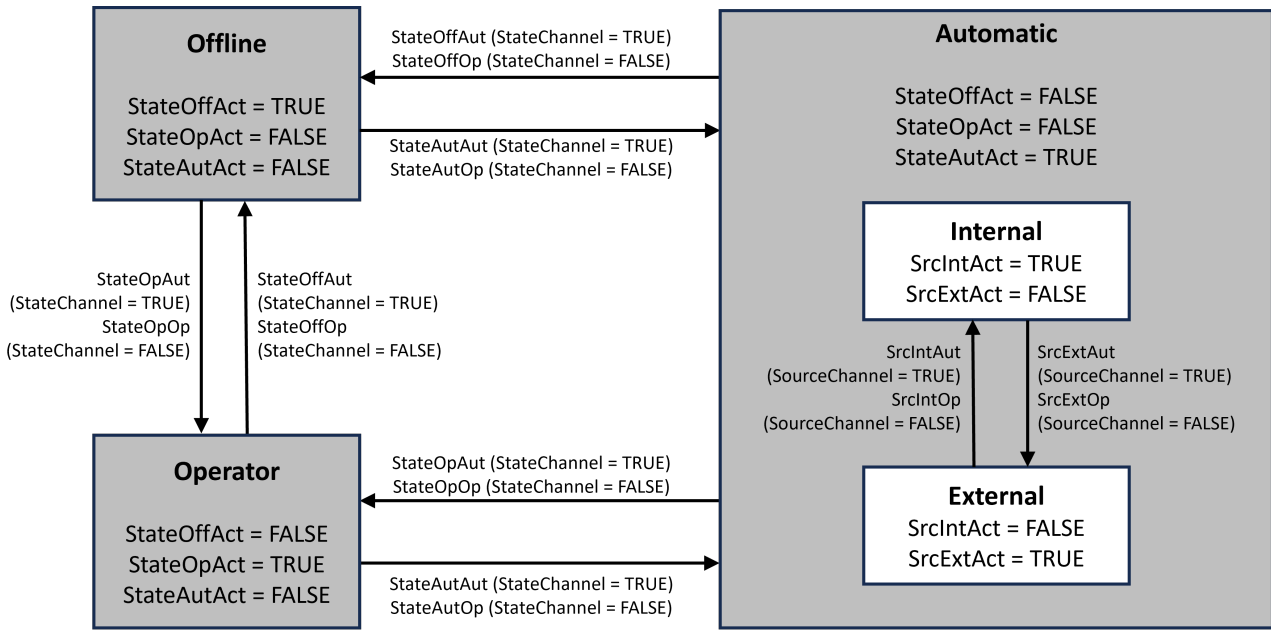 Offline
StateOffAct = TRUE
StateOpAct = FALSE
StateAutAct = FALSE
StateOffAut (StateChannel = TRUE)
StateOffOp (StateChannel = FALSE)
StateAutAut (StateChannel = TRUE)
StateAutOp (StateChannel = FALSE)
Automatic
StateOffAct = FALSE
StateOpAct = FALSE
StateAutAct = TRUE
StateOpAut
(StateChannel = TRUE)
StateOpOp
(StateChannel = FALSE)
StateOffAut
(StateChannel = TRUE)
StateOffOp
(StateChannel = FALSE)
Internal
SrcIntAct = TRUE
SrcExtAct = FALSE
SrcIntAut
(SourceChannel = TRUE)
SrcIntOp
(SourceChannel = FALSE)
SrcExtAut
(SourceChannel = TRUE)
SrcExtOp
(SourceChannel = FALSE)
Operator
StateOffAct = FALSE
StateOpAct = TRUE
StateAutAct = FALSE
StateOpAut (StateChannel = TRUE)
StateOpOp (StateChannel = FALSE)
StateAutAut (StateChannel = TRUE)
StateAutOp (StateChannel = FALSE)
External
SrcIntAct = FALSE
SrcExtAct = TRUE